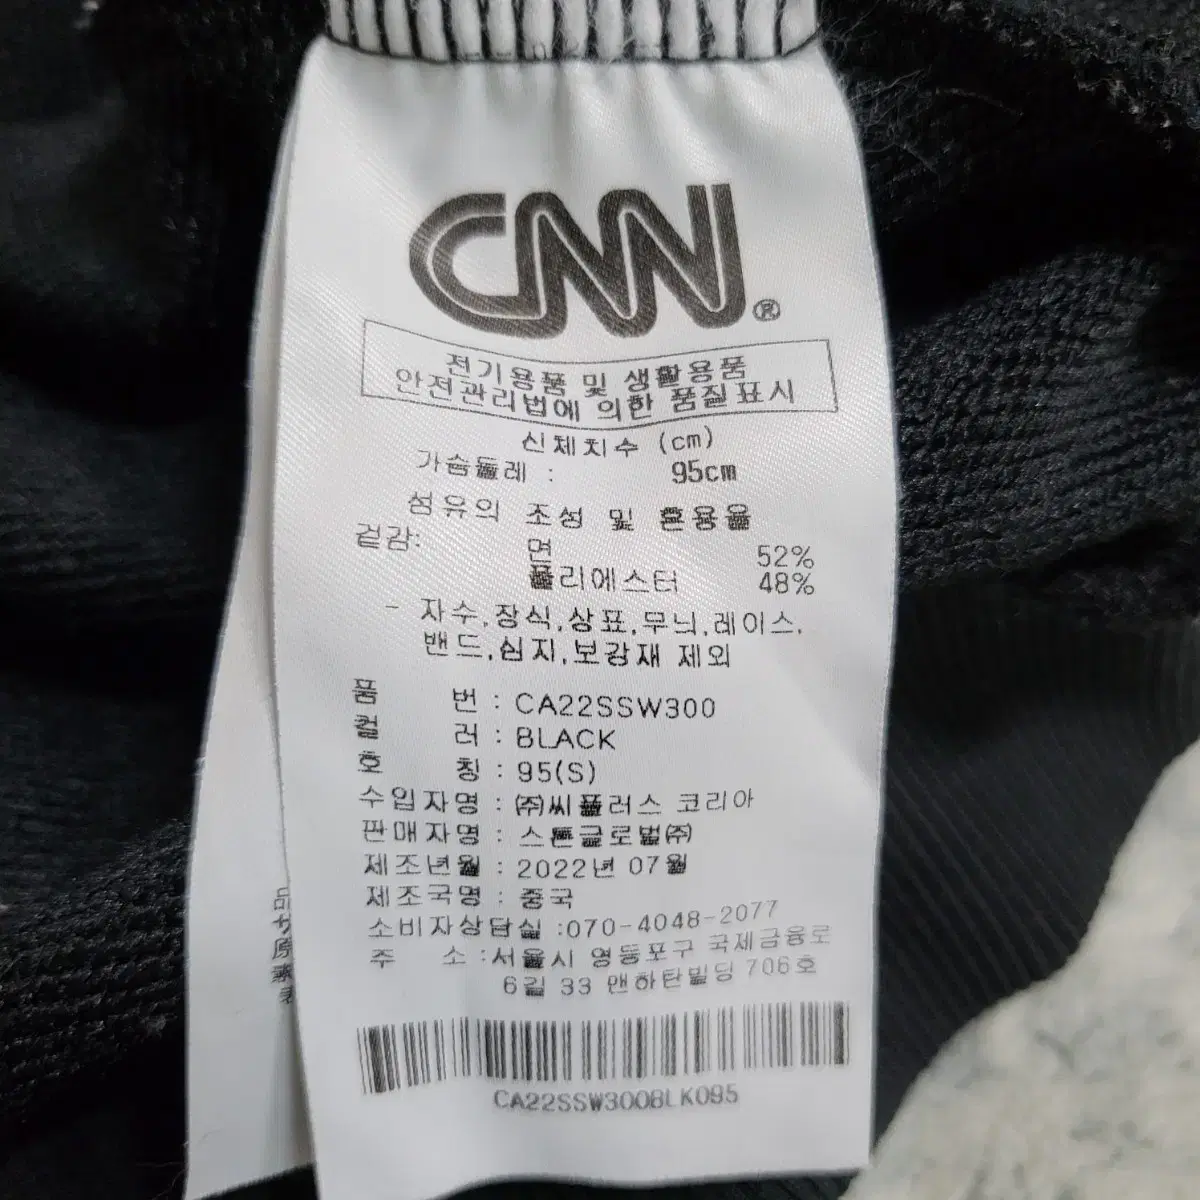 CNN®
전기용품 및 생활용품
안전관리법에 의한 품질표시
신체치수 (cm)
가슴둘레 : 95cm
섬유의 조성 및 혼용율
겉감: 면 52%
폴리에스터 48%
- 자수,장식,상표,무늬,레이스,
밴드,심지,보강재 제외
품 번 : CA22SSW300
컬 러 : BLACK
호 칭 : 95(S)
수입자명 : ㈜씨플러스 코리아
판매자명 : 스튼글로벌㈜
제조년월 : 2022년 07월
제조국명 : 중국
소비자상담실 :070-4048-2077
주 소 :서울시 영등포구 국제금융로
6길 33 맨하탄빌딩 706호
CA22SSW300BLK095
品
原